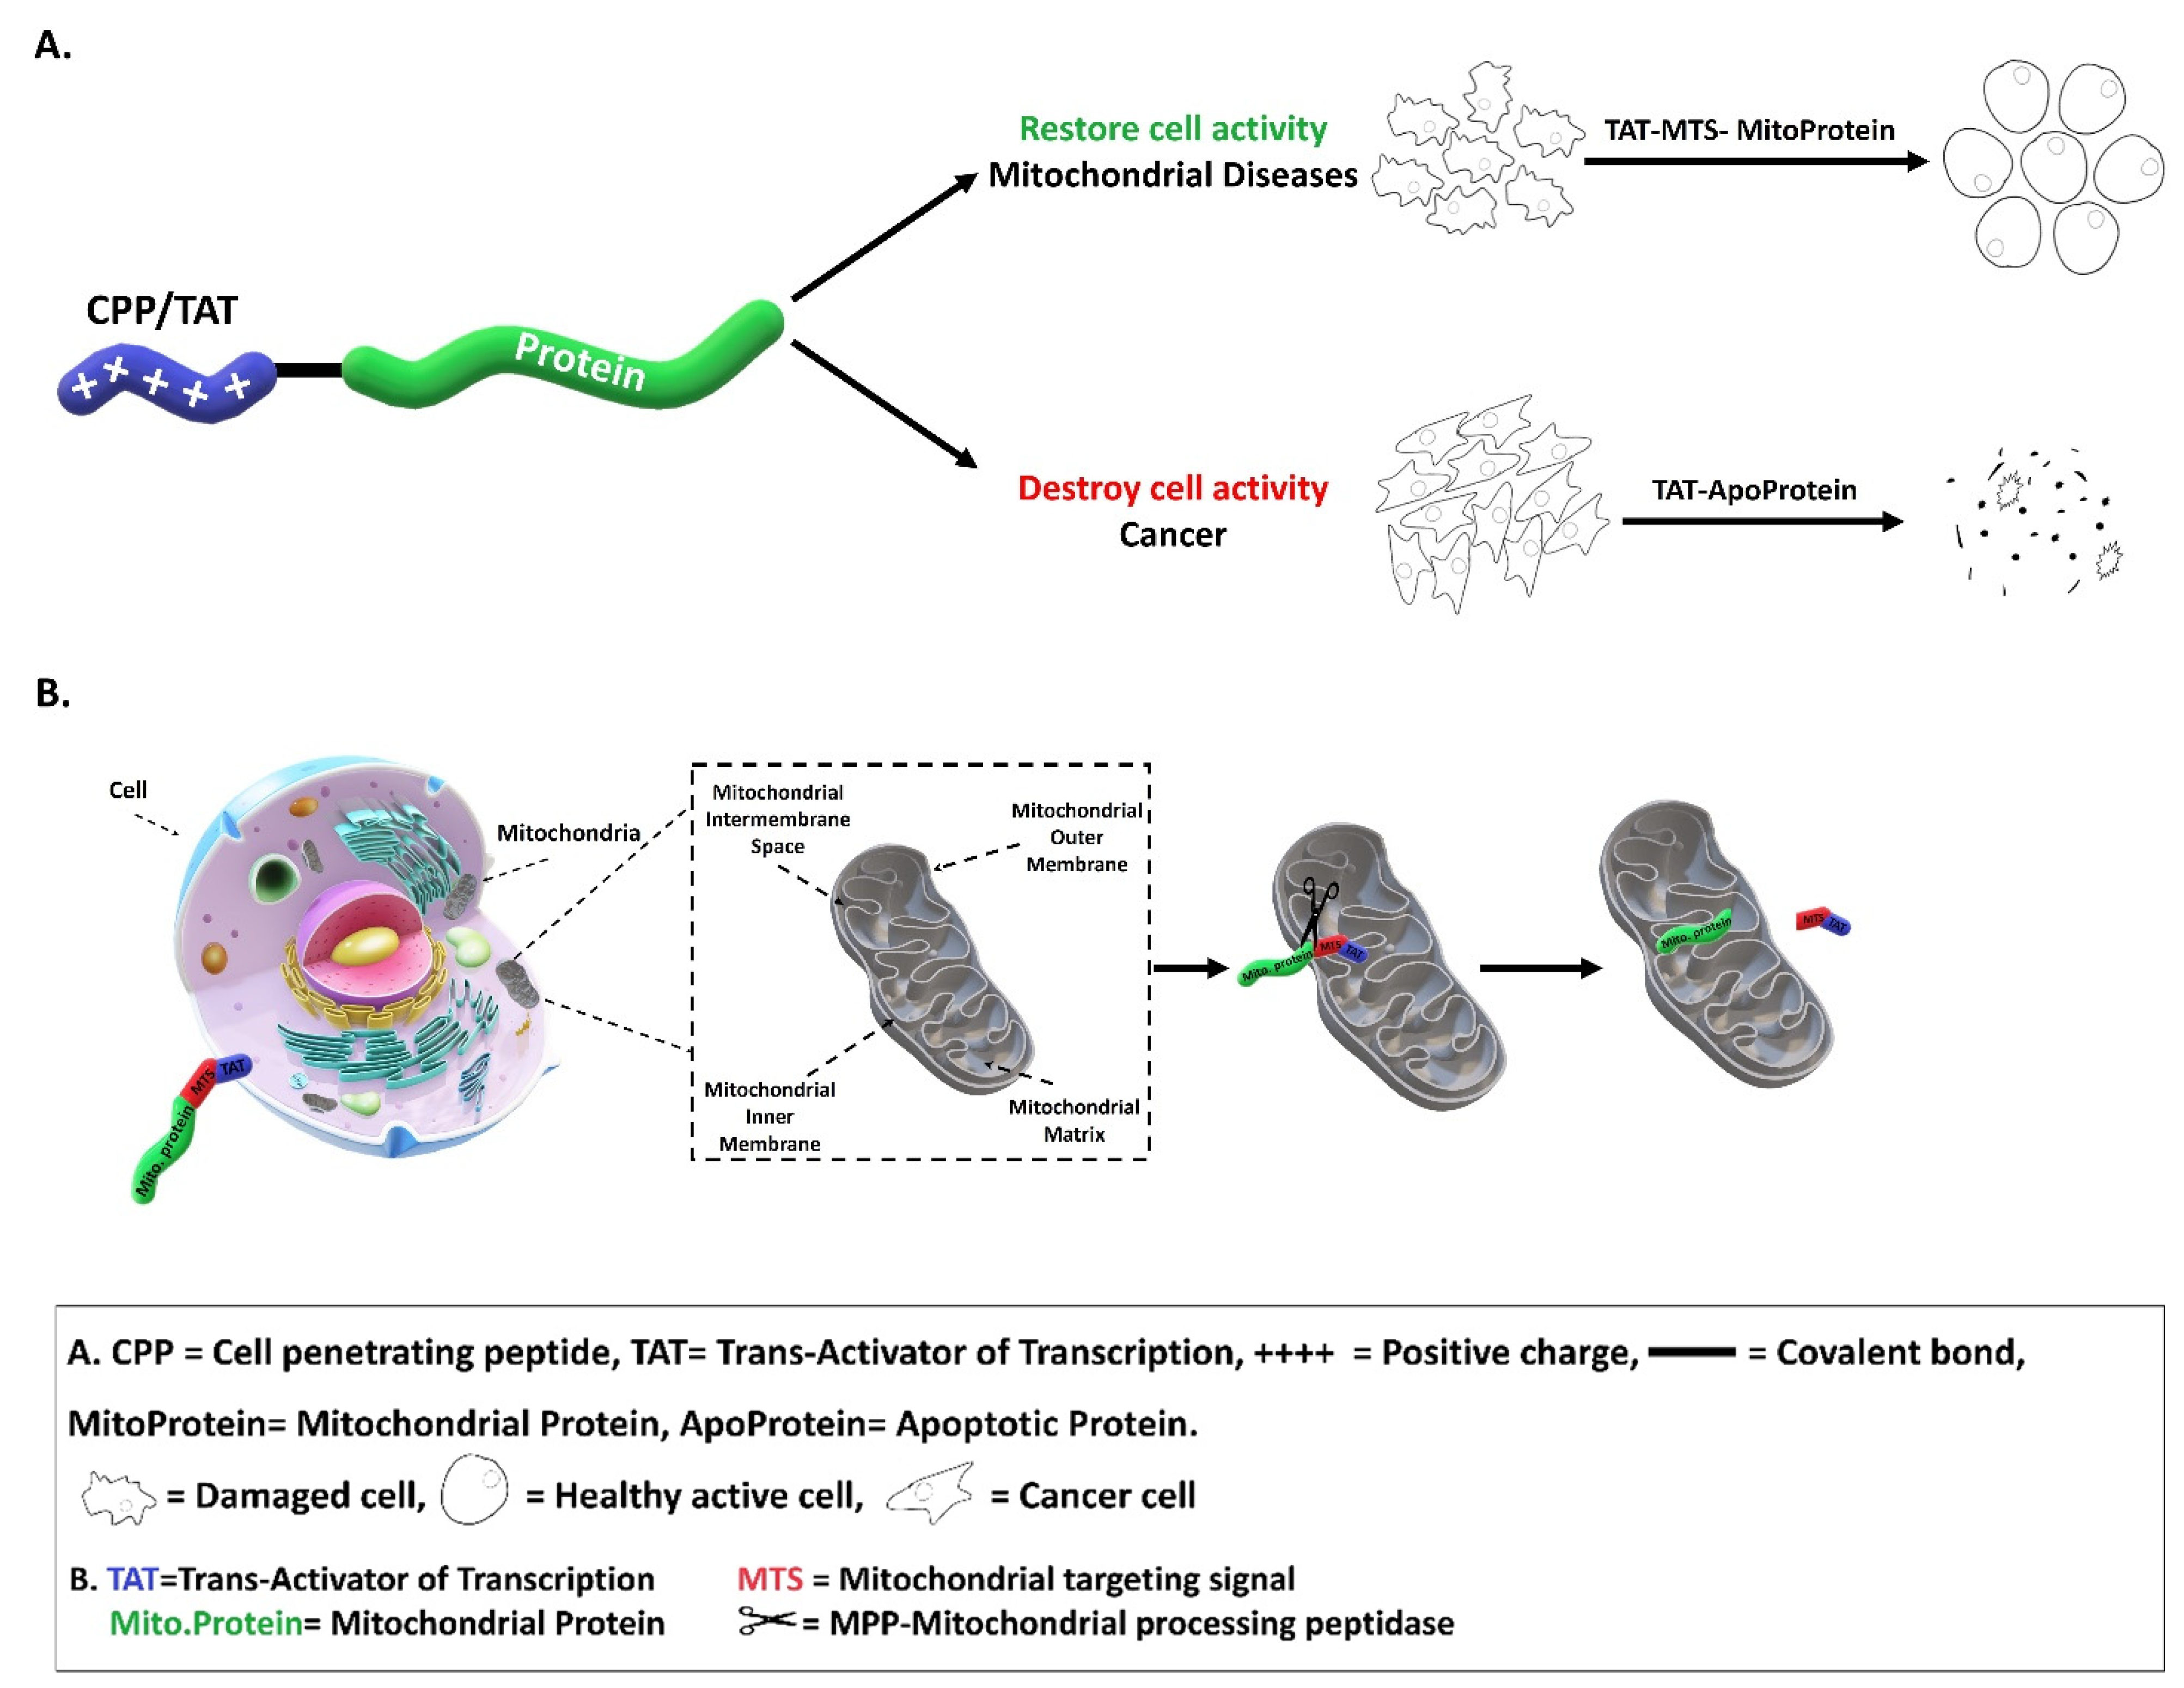 A.
Restore cell activity
Mitochondrial Diseases
TAT-MTS- MitoProtein
CPP/TAT
+ + + + +
Protein
Destroy cell activity
Cancer
TAT-ApoProtein
B.
Cell
Mitochondria
Mitochondrial
Intermembrane
Space
Mitochondrial
Outer
Membrane
Mitochondrial
Inner
Membrane
Mitochondrial
Matrix
TAT
MTS
Mito. protein
Mito. protein
MTS
TAT
Mito. protein
MTS
TAT
A. CPP = Cell penetrating peptide, TAT= Trans-Activator of Transcription, ++++ = Positive charge, = Covalent bond,
MitoProtein= Mitochondrial Protein, ApoProtein= Apoptotic Protein.
= Damaged cell, = Healthy active cell, = Cancer cell
B. TAT=Trans-Activator of Transcription MTS = Mitochondrial targeting signal
Mito.Protein= Mitochondrial Protein = MPP-Mitochondrial processing peptidase